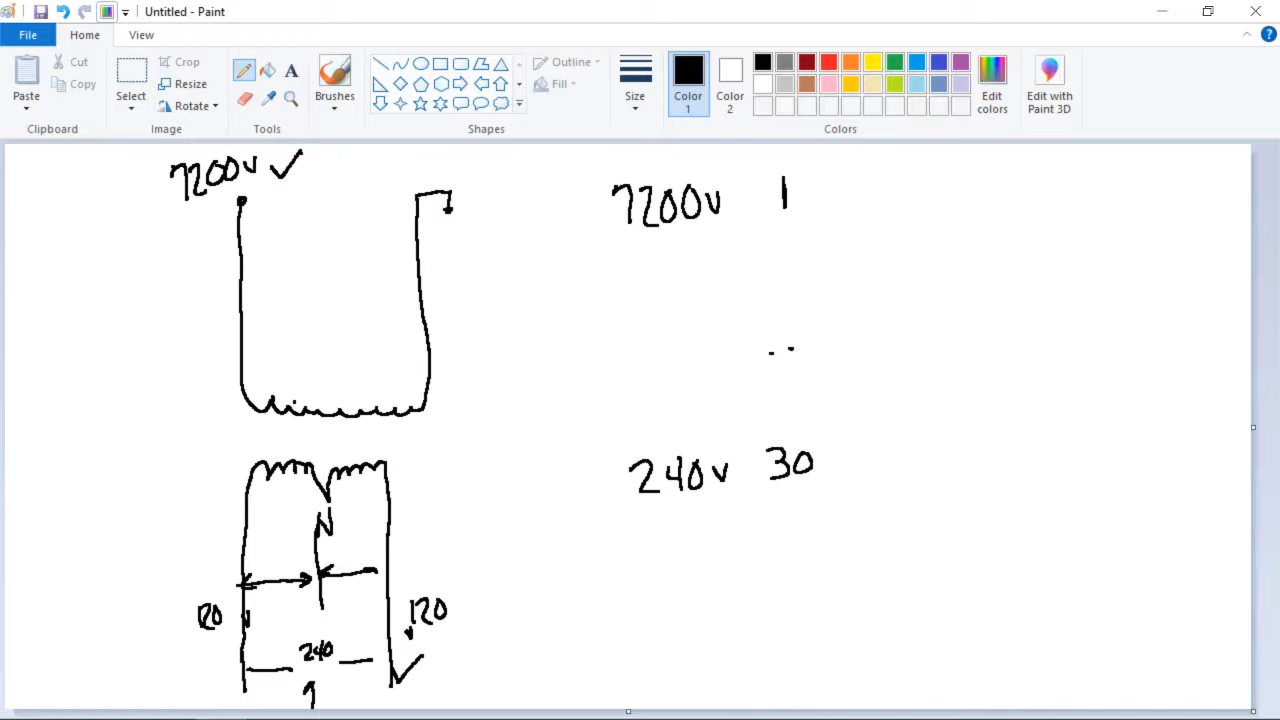 Untitled - Paint
File
Home
View
Paste
Cut
Copy
Clipboard
Select
Crop
Resize
Rotate
Image
Tools
Brushes
Shapes
Outline
Fill
Size
Color 1
Color 2
Colors
Edit colors
Edit with Paint 3D
7200v ✓
7200v 1
240v 30
N
120 v
120 v
240